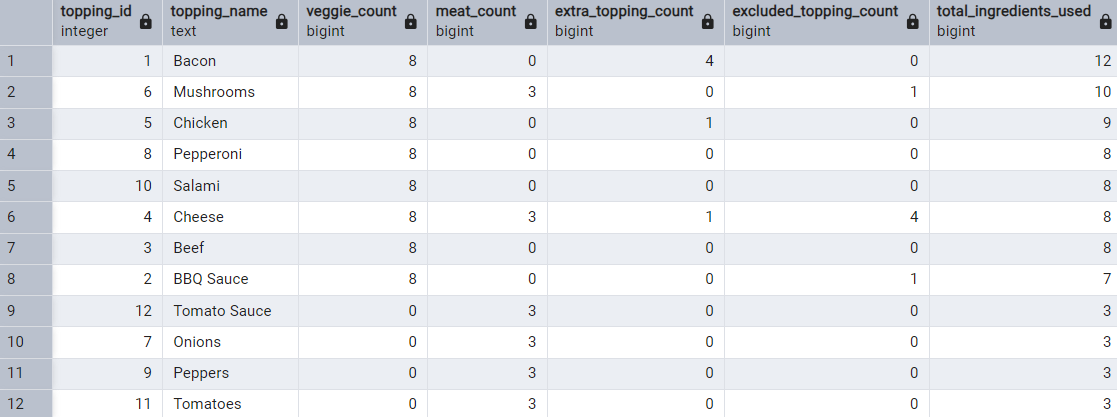 topping_id topping_name veggie_count meat_count extra_topping_count excluded_topping_count total_ingredients_used
integer text bigint bigint bigint bigint bigint
1 1 Bacon 8 0 4 0 12
2 6 Mushrooms 8 3 0 1 10
3 5 Chicken 8 0 1 0 9
4 8 Pepperoni 8 0 0 0 8
5 10 Salami 8 0 0 0 8
6 4 Cheese 8 3 1 4 8
7 3 Beef 8 0 0 0 8
8 2 BBQ Sauce 8 0 0 1 7
9 12 Tomato Sauce 0 3 0 0 3
10 7 Onions 0 3 0 0 3
11 9 Peppers 0 3 0 0 3
12 11 Tomatoes 0 3 0 0 3